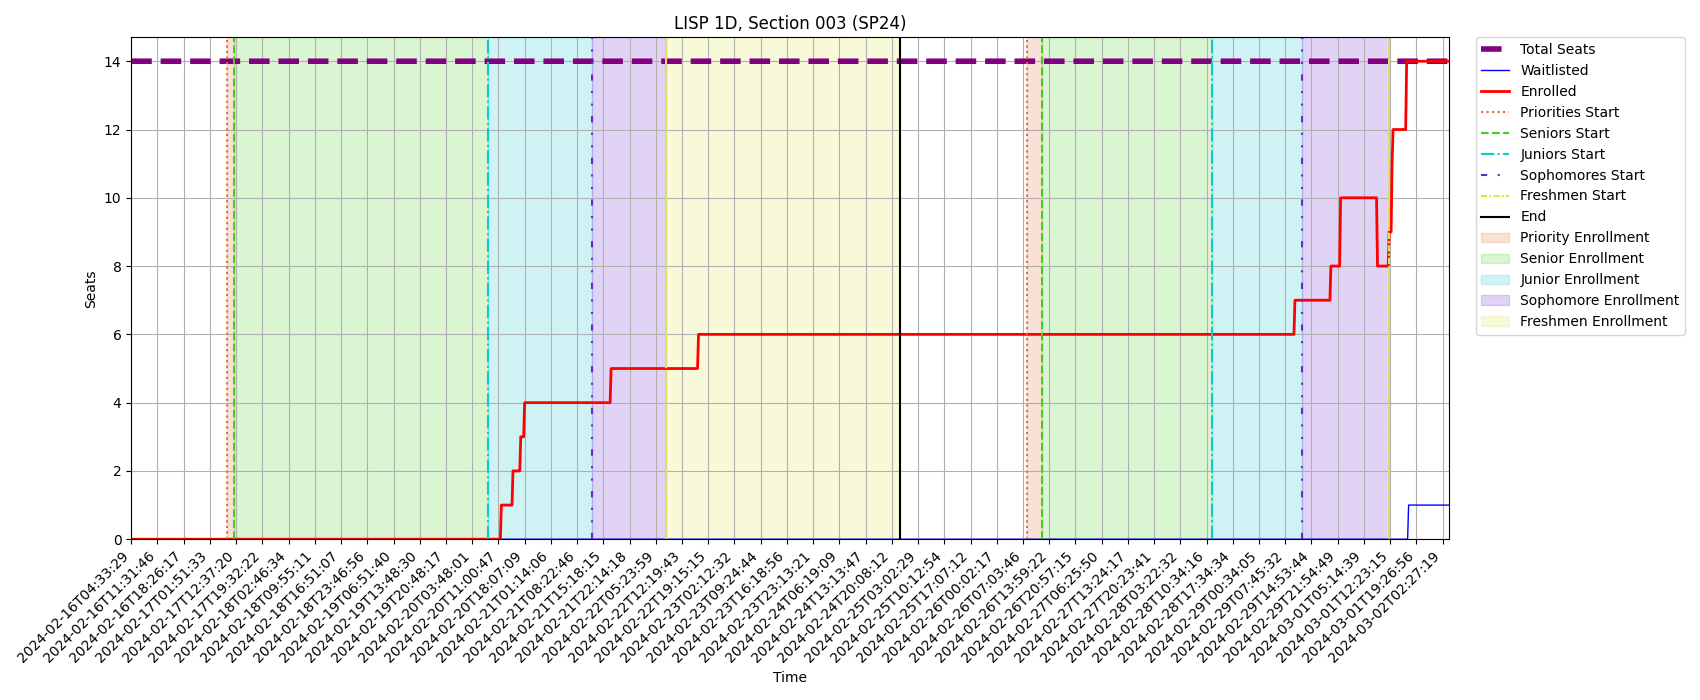 LISP 1D, Section 003 (SP24)
Seats
14
12
10
8
6
4
2
0
2024-02-16T04:33:29
2024-02-16T11:31:46
2024-02-16T18:26:17
2024-02-17T01:51:33
2024-02-17T12:37:20
2024-02-17T19:32:22
2024-02-18T02:46:34
2024-02-18T09:55:11
2024-02-18T16:51:07
2024-02-18T23:46:56
2024-02-19T06:51:40
2024-02-19T13:48:30
2024-02-19T20:48:17
2024-02-20T03:48:01
2024-02-20T11:00:47
2024-02-20T18:07:09
2024-02-21T01:14:06
2024-02-21T08:22:46
2024-02-21T15:18:15
2024-02-21T22:14:18
2024-02-22T05:23:59
2024-02-22T12:19:43
2024-02-22T19:15:15
2024-02-23T02:12:32
2024-02-23T09:24:44
2024-02-23T16:18:56
2024-02-23T23:13:21
2024-02-24T06:19:09
2024-02-24T13:13:47
2024-02-24T20:08:12
2024-02-25T03:02:29
2024-02-25T10:12:54
2024-02-25T17:07:12
2024-02-26T00:02:17
2024-02-26T07:03:46
2024-02-26T13:59:22
2024-02-26T20:57:15
2024-02-27T06:25:50
2024-02-27T13:24:17
2024-02-27T20:23:41
2024-02-28T03:22:32
2024-02-28T10:34:16
2024-02-28T17:34:34
2024-02-29T00:34:05
2024-02-29T07:45:32
2024-02-29T14:53:44
2024-02-29T21:54:49
2024-03-01T05:14:39
2024-03-01T12:23:15
2024-03-01T19:26:56
2024-03-02T02:27:19
Time
Total Seats
Waitlisted
Enrolled
Priorities Start
Seniors Start
Juniors Start
Sophomores Start
Freshmen Start
End
Priority Enrollment
Senior Enrollment
Junior Enrollment
Sophomore Enrollment
Freshmen Enrollment